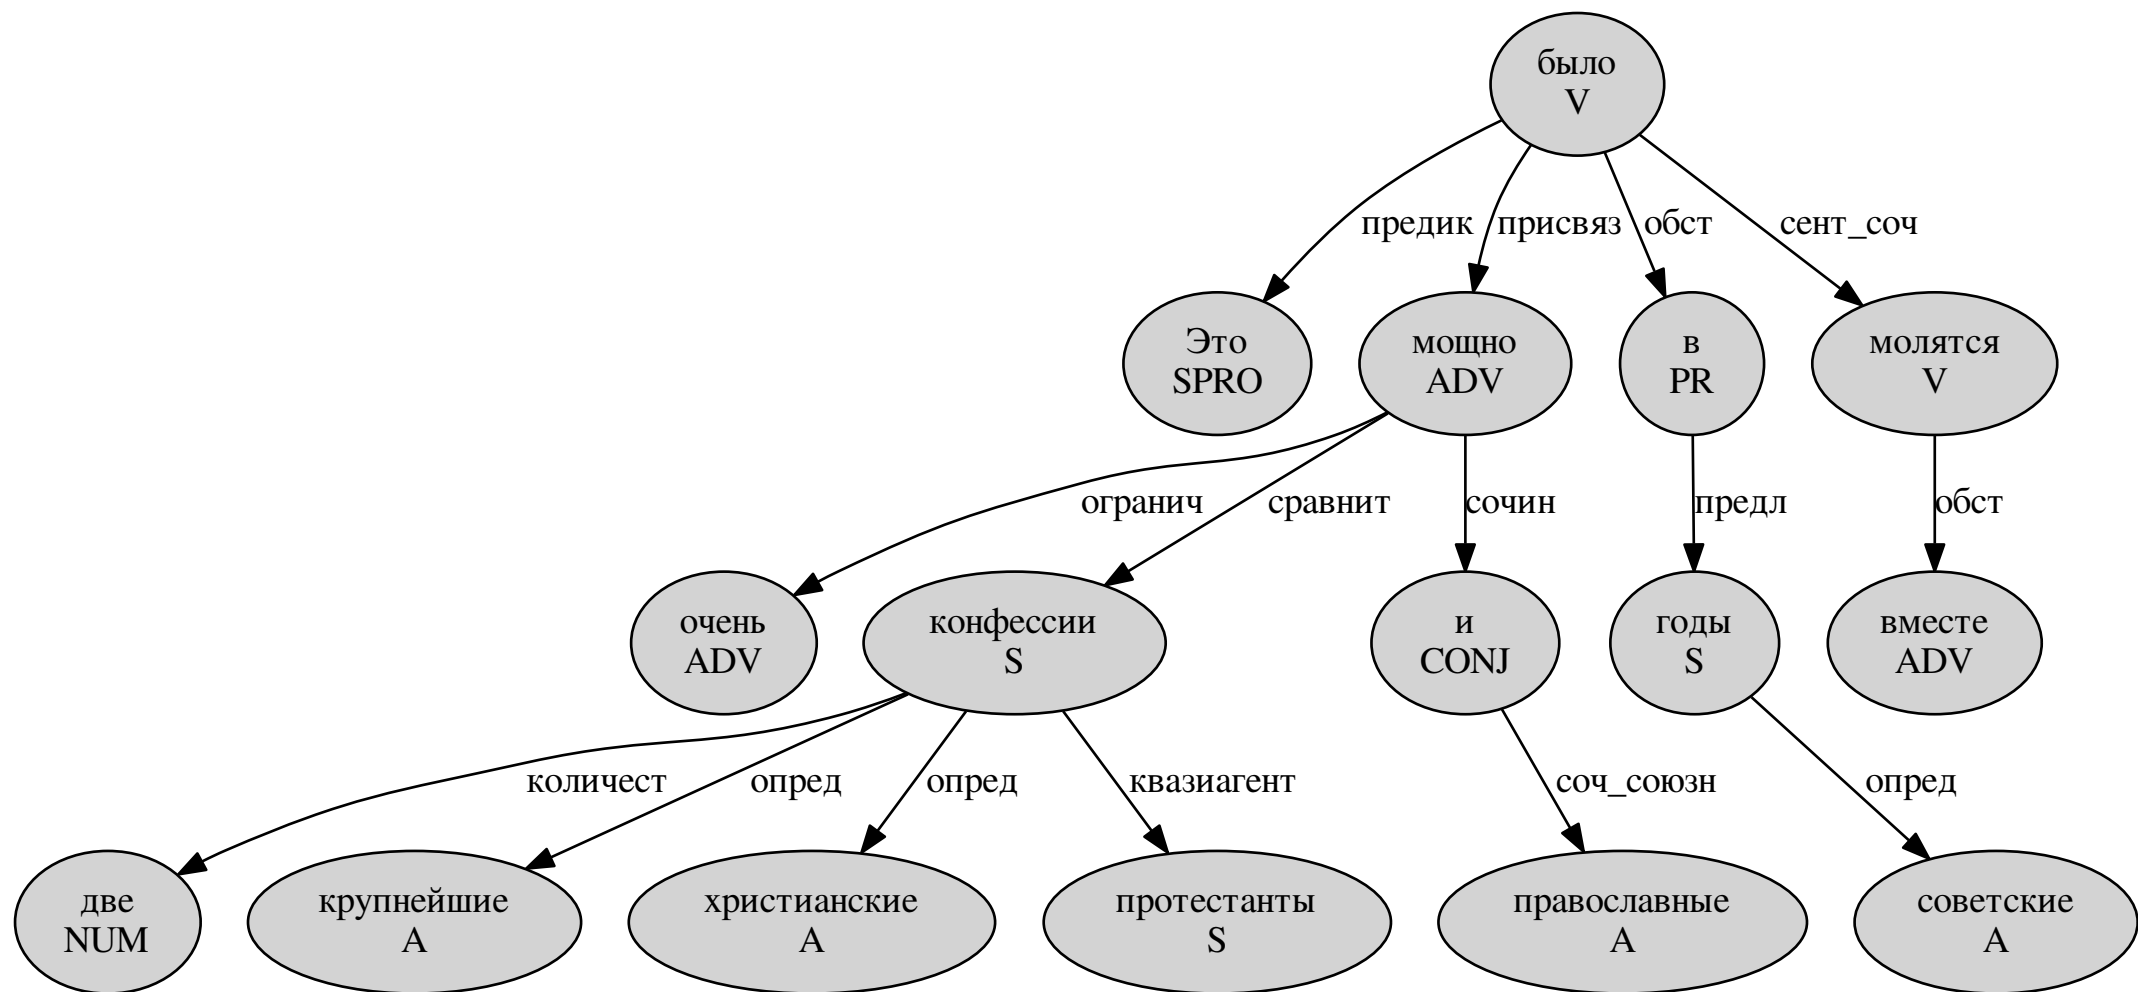 было
V
предик
присвяз
обст
сент_соч
Это
SPRO
мощно
ADV
в
PR
молятся
V
огранич
сравнит
сочин
предл
обст
очень
ADV
конфессии
S
и
CONJ
годы
S
вместе
ADV
количест
опред
опред
квазиагент
соч_союзн
опред
две
NUM
крупнейшие
A
христианские
A
протестанты
S
православные
A
советские
A